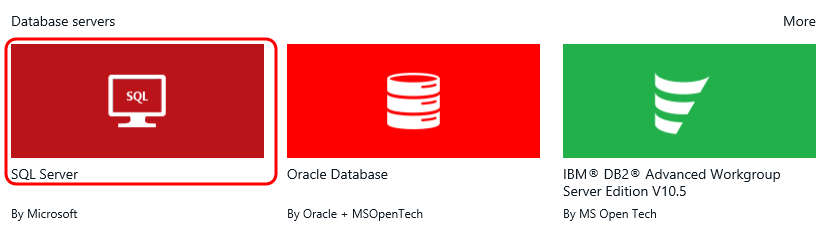 Database servers
More
SQL
SQL Server
Oracle Database
IBM® DB2® Advanced Workgroup
Server Edition V10.5
By Microsoft
By Oracle + MSOpenTech
By MS Open Tech